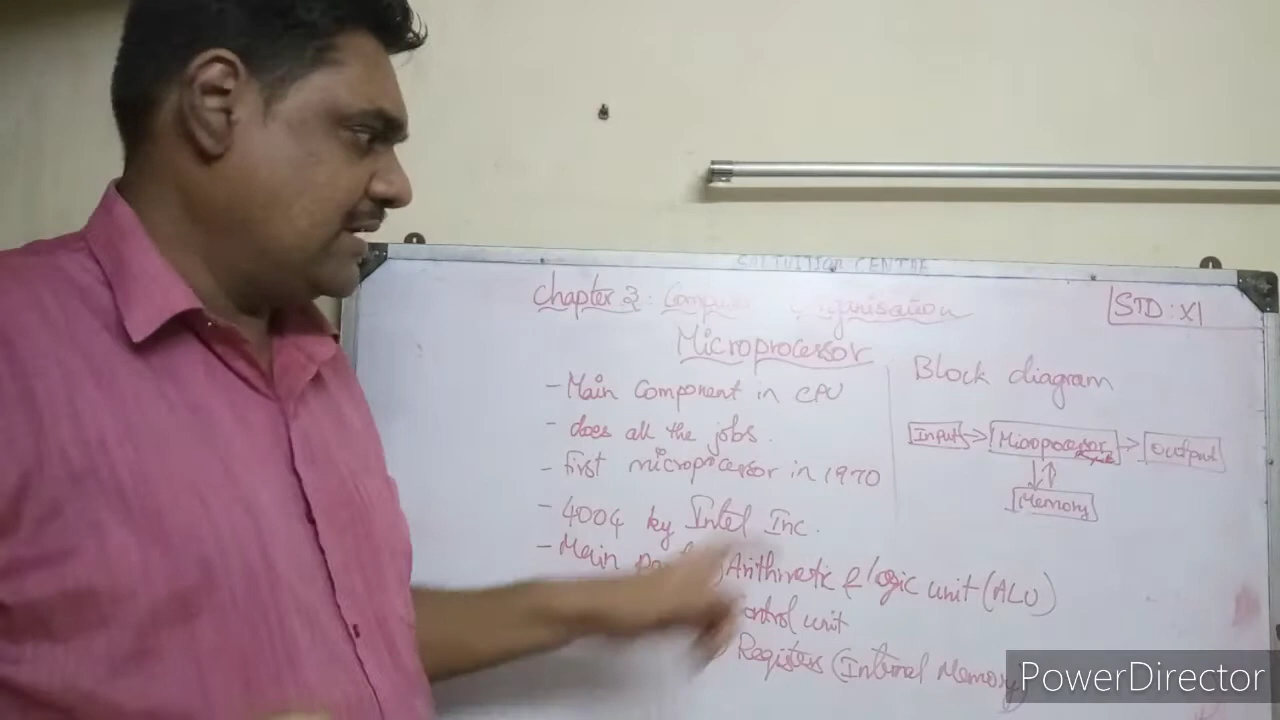 TUITION CENTRE
Chapter 3: Computer Organisation
STD: XI
Microprocessor
- Main Component in CPU
- does all the jobs.
- first microprocessor in 1970
- 4004 by Intel Inc.
- Main Arithmetic & logic unit (ALU)
control unit
Registers (Internal Memory)
Block diagram
Input
Microprocessor
Output
Memory
PowerDirector